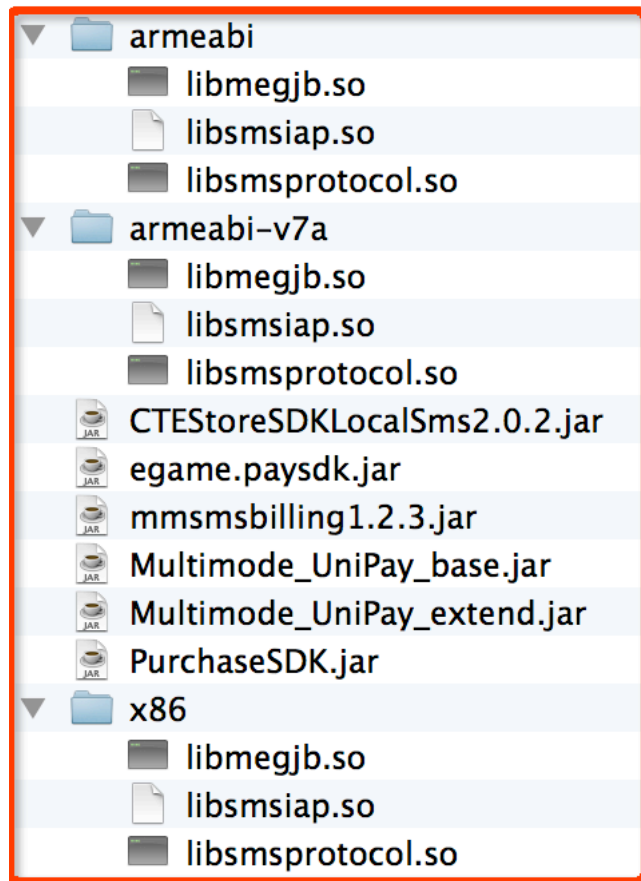 armeabi
libmegjb.so
libsmsiap.so
libsmsprotocol.so
armeabi-v7a
libmegjb.so
libsmsiap.so
libsmsprotocol.so
CTEStoreSDKLocalSms2.0.2.jar
egame.paysdk.jar
mmsmsbilling1.2.3.jar
Multimode_UniPay_base.jar
Multimode_UniPay_extend.jar
PurchaseSDK.jar
x86
libmegjb.so
libsmsiap.so
libsmsprotocol.so